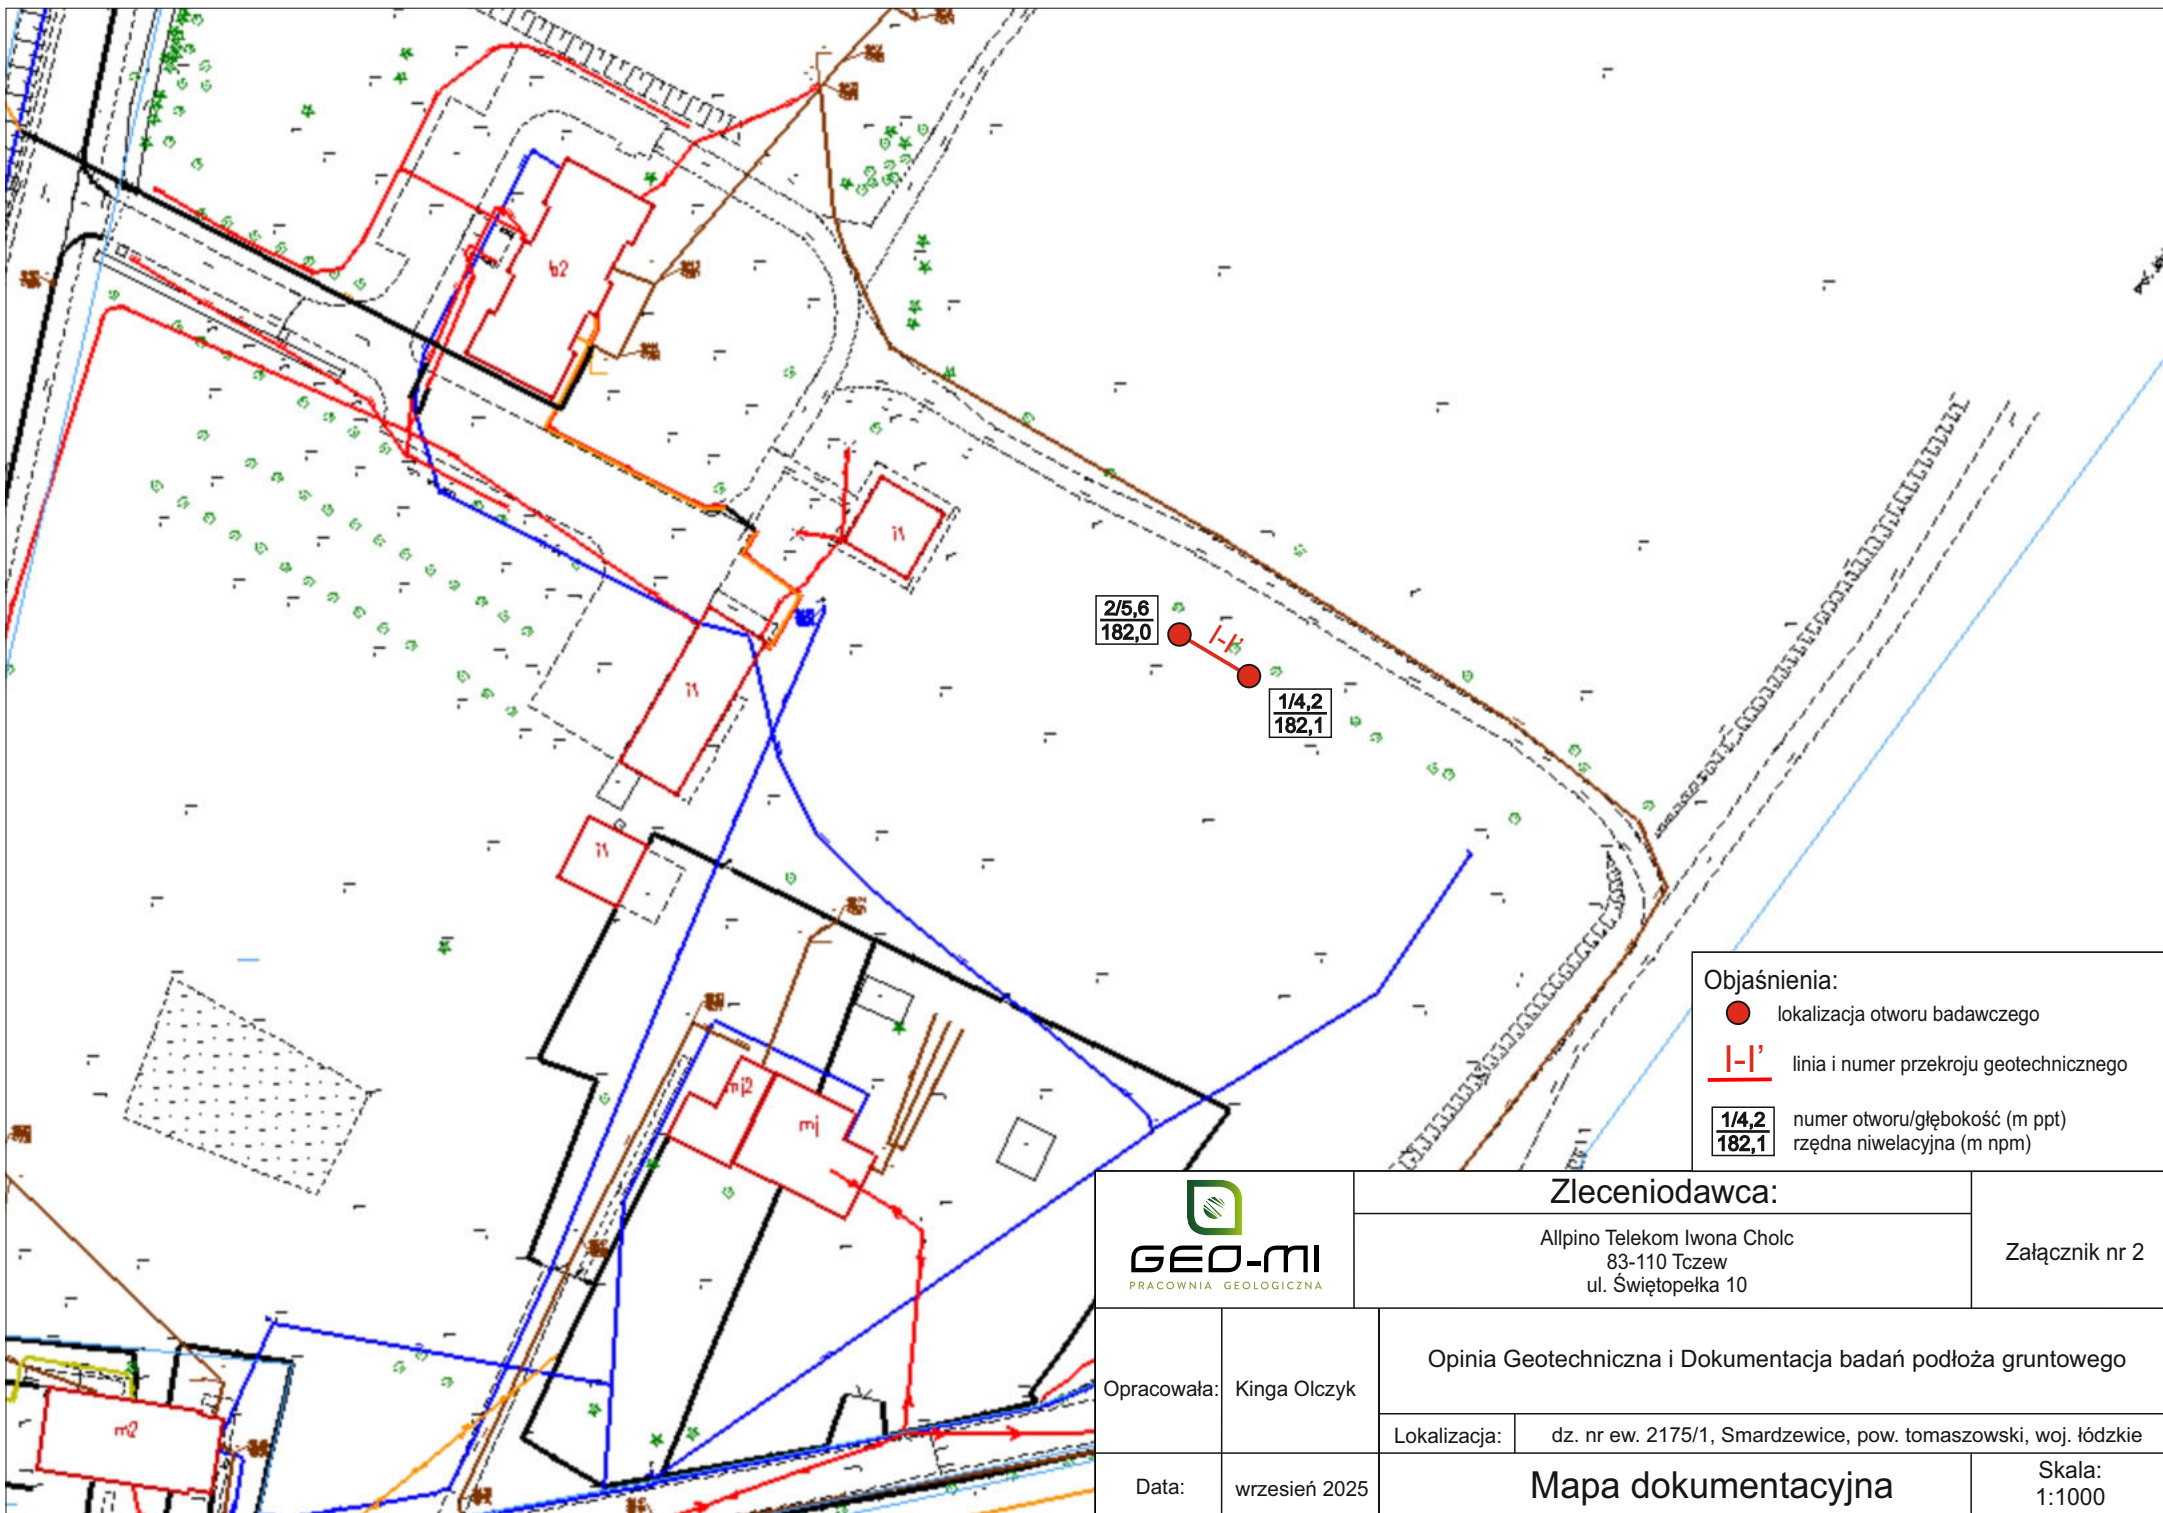 b2
i1
i1
i1
2/5,6
182,0
I-I'
1/4,2
182,1
mj2
mj
m2
Objaśnienia:
lokalizacja otworu badawczego
I-I’
linia i numer przekroju geotechnicznego
1/4,2
182,1
numer otworu/głębokość (m ppt)
rzędna niwelacyjna (m npm)
GEO-MI
PRACOWNIA GEOLOGICZNA
Zleceniodawca:
Allpino Telekom Iwona Cholc
83-110 Tczew
ul. Świętopełka 10
Załącznik nr 2
Opracowała:
Kinga Olczyk
Opinia Geotechniczna i Dokumentacja badań podłoża gruntowego
Lokalizacja:
dz. nr ew. 2175/1, Smardzewice, pow. tomaszowski, woj. łódzkie
Data:
wrzesień 2025
Mapa dokumentacyjna
Skala:
1:1000